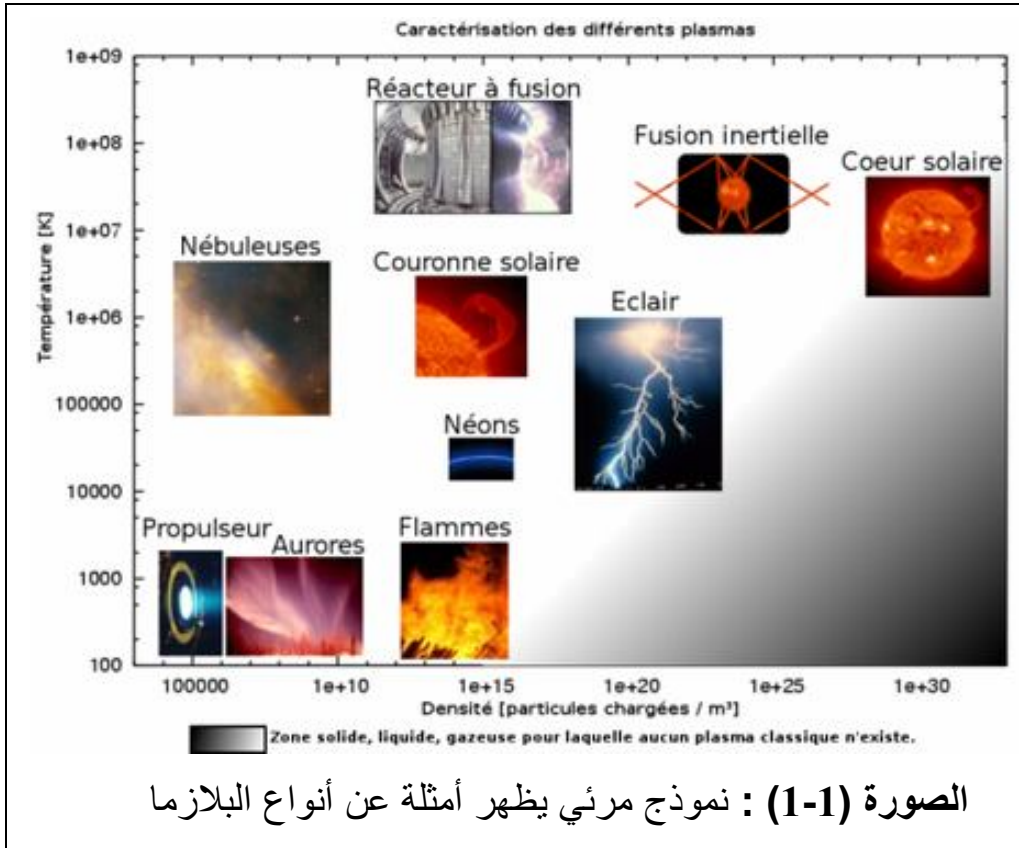 Caractérisation des différents plasmas
1e+09
1e+08
1e+07
1e+06
100000
10000
1000
100
Température [K]
Réacteur à fusion
Fusion inertielle
Coeur solaire
Nébuleuses
Couronne solaire
Eclair
Néons
Propulseur
Aurores
Flammes
100000 1e+10 1e+15 1e+20 1e+25 1e+30
Densité [particules chargées / m³]
Zone solide, liquide, gazeuse pour laquelle aucun plasma classique n'existe.
الصورة (1-1) : نموذج مرئي يظهر أمثلة عن أنواع البلازما